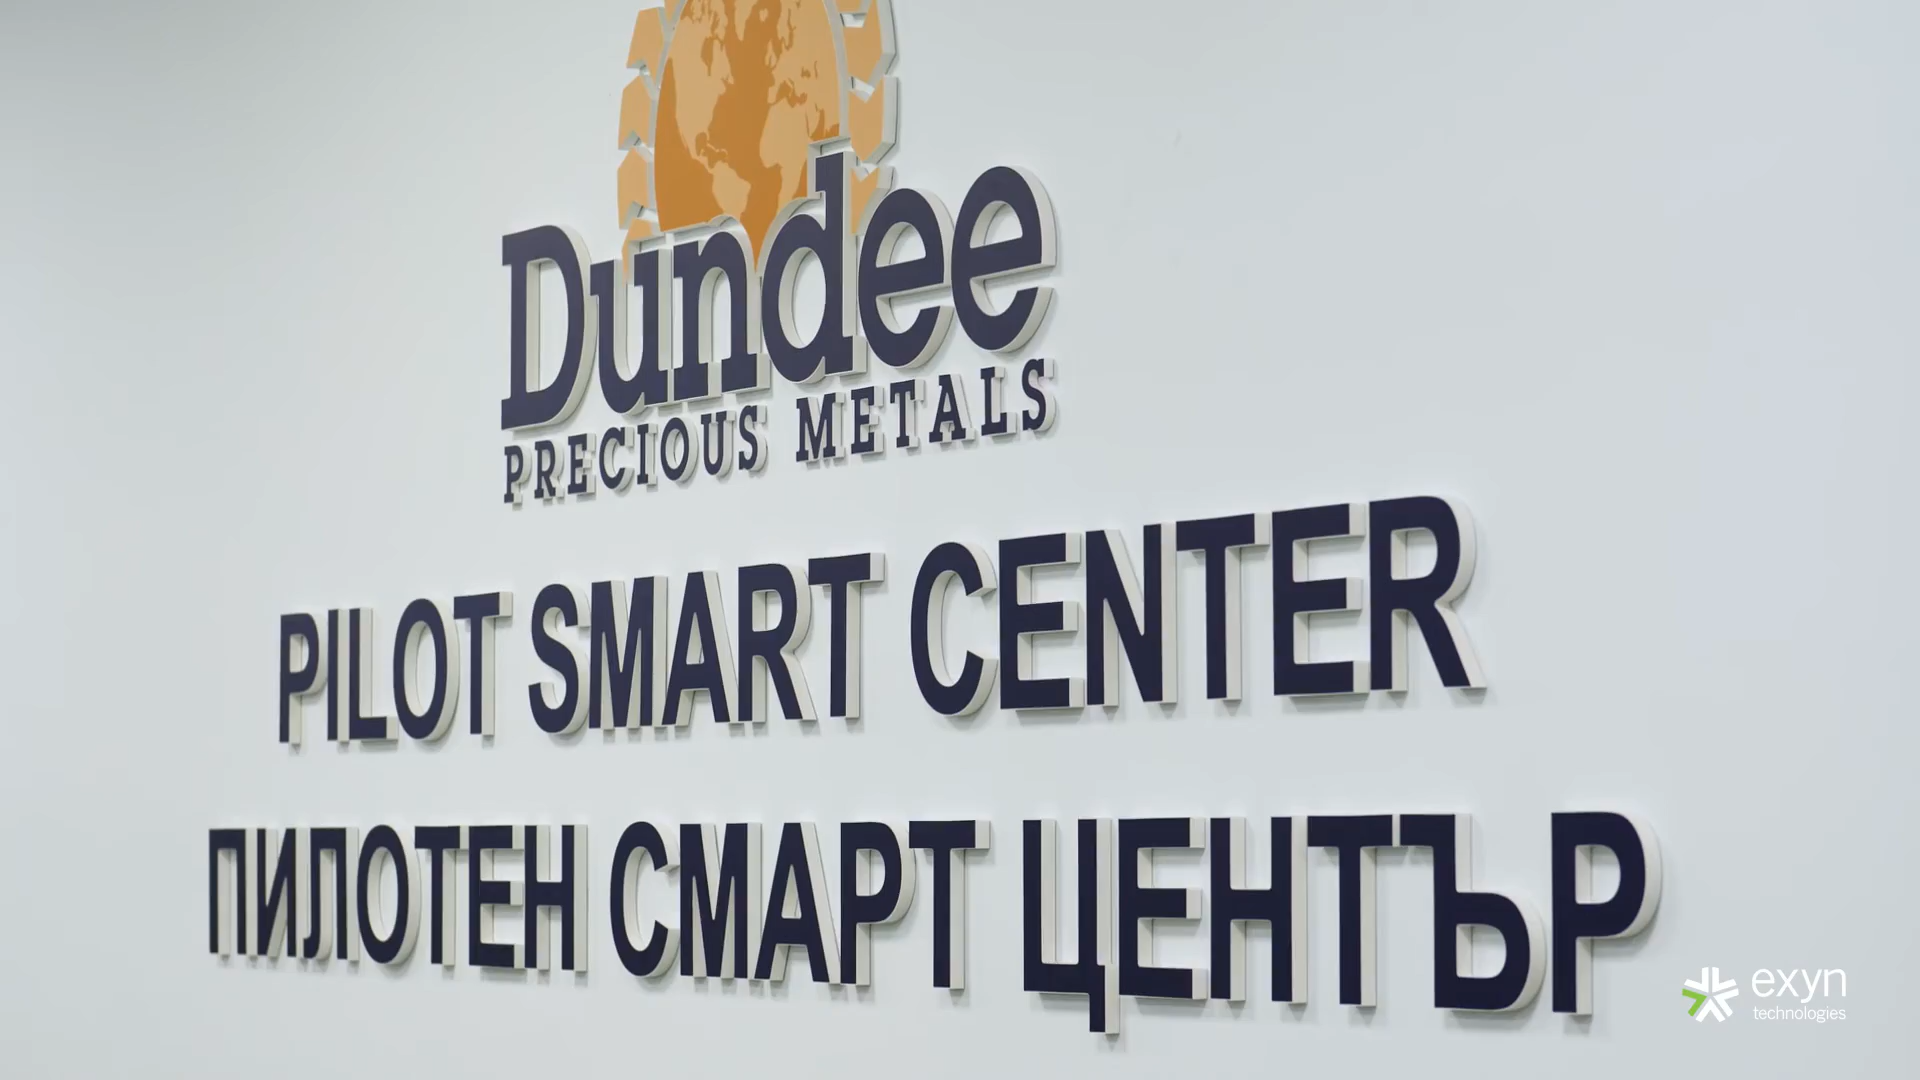 Dundee
PRECIOUS METALS
PILOT SMART CENTER
ПИЛОТЕН СМАРТ ЦЕНТЪР
exyn
technologies